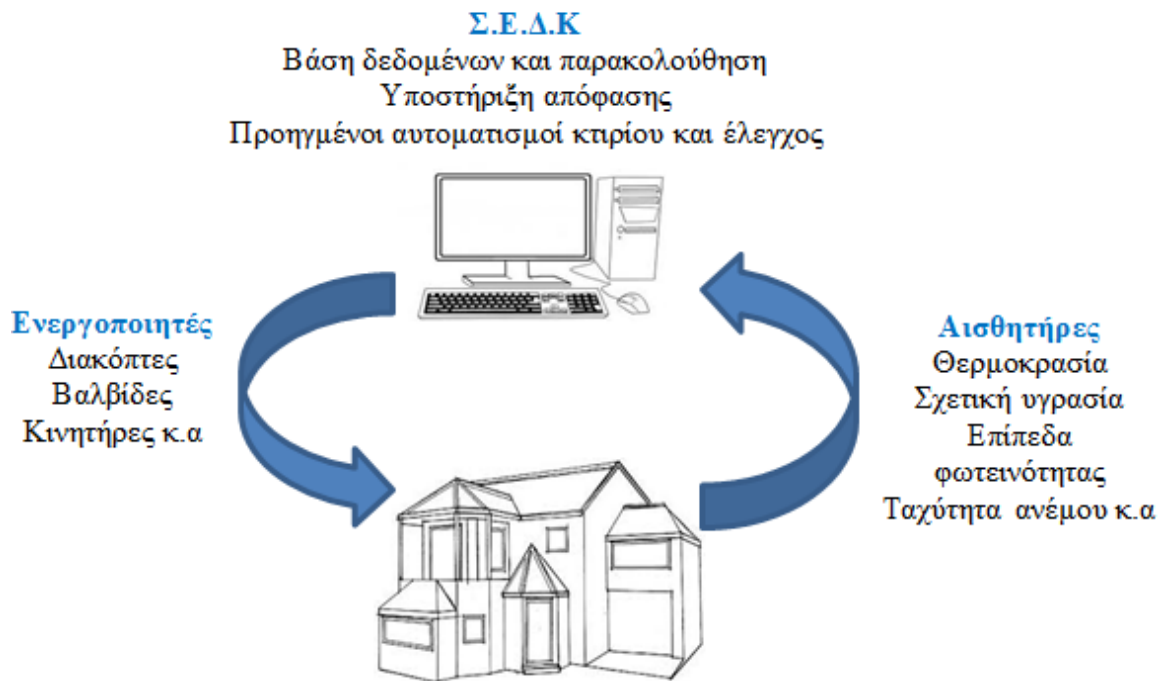 Σ.Ε.Δ.Κ
Βάση δεδομένων και παρακολούθηση
Υποστήριξη απόφασης
Προηγμένοι αυτοματισμοί κτιρίου και έλεγχος
Ενεργοποιητές
Διακόπτες
Βαλβίδες
Κινητήρες κ.α
Αισθητήρες
Θερμοκρασία
Σχετική υγρασία
Επίπεδα
φωτεινότητας
Ταχύτητα ανέμου κ.α